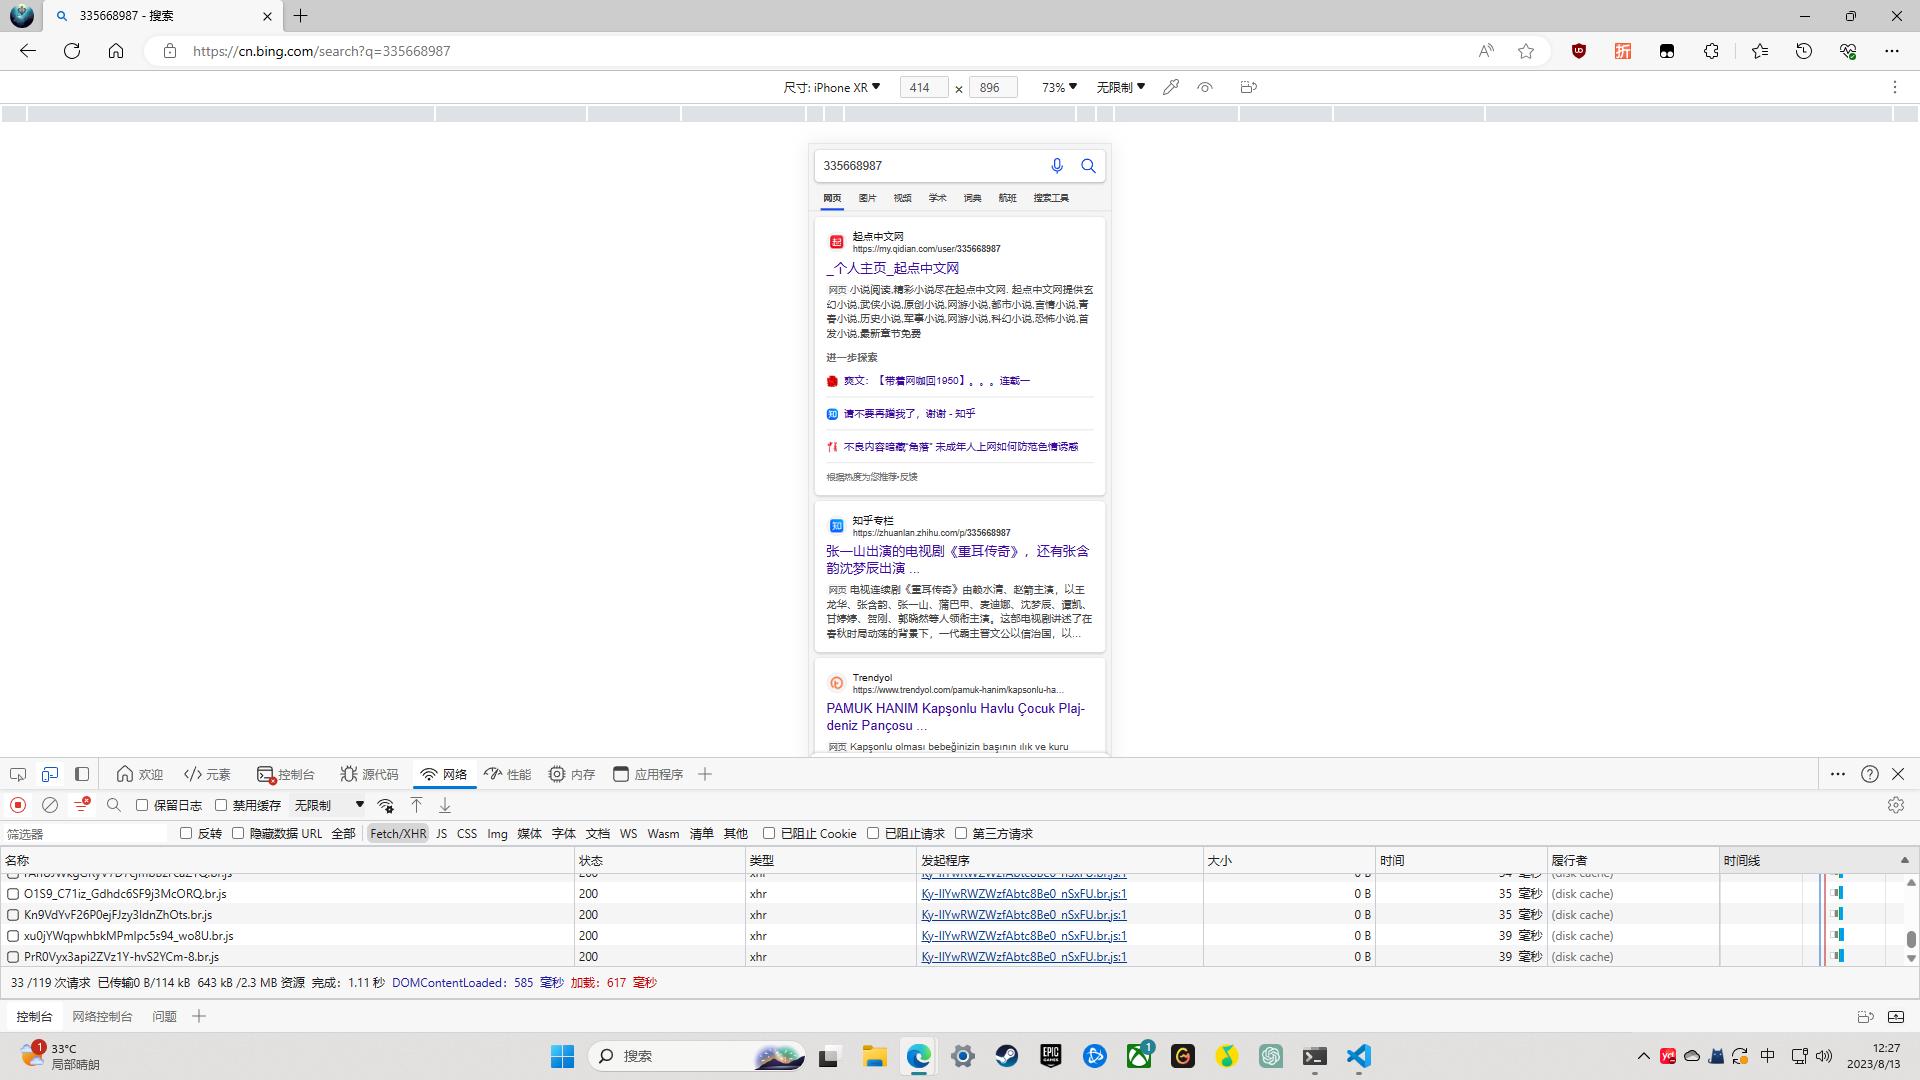 335668987 - 搜索
https://cn.bing.com/search?q=335668987
尺寸: iPhone XR 414 × 896 73% 无限制
335668987
网页 图片 视频 学术 词典 航班 搜索工具
起点中文网
https://my.qidian.com/user/335668987
_个人主页_起点中文网
网页 小说阅读,精彩小说尽在起点中文网. 起点中文网提供玄
幻小说,武侠小说,原创小说,网游小说,都市小说,言情小说,青
春小说,历史小说,军事小说,网游小说,科幻小说,恐怖小说,首
发小说,最新章节免费
进一步探索
爽文：【带着网咖回1950】。。。连载一
请不要再蹭我了，谢谢 - 知乎
不良内容暗藏“角落” 未成年人上网如何防范色情诱惑
根据热度为您推荐·反馈
知乎专栏
https://zhuanlan.zhihu.com/p/335668987
张一山出演的电视剧《重耳传奇》，还有张含
韵沈梦辰出演 ...
网页 电视连续剧《重耳传奇》由赖水清、赵箭主演，以王
龙华、张含韵、张一山、蒲巴甲、麦迪娜、沈梦辰、谭凯、
甘婷婷、贺刚、郭晓然等人领衔主演。这部电视剧讲述了在
春秋时局动荡的背景下，一代霸主晋文公以信治国，以...
Trendyol
https://www.trendyol.com/pamuk-hanim/kapsonlu-ha...
PAMUK HANIM Kapşonlu Havlu Çocuk Plaj-
deniz Pançosu ...
网页 Kapşonlu olması bebeğinizin başının ılık ve kuru
欢迎 元素 控制台 源代码 网络 性能 内存 应用程序
保留日志 禁用缓存 无限制
筛选器 反转 隐藏数据 URL 全部 Fetch/XHR JS CSS Img 媒体 字体 文档 WS Wasm 清单 其他 已阻止 Cookie 已阻止请求 第三方请求
名称 状态 类型 发起程序 大小 时间 履行者 时间线
O1S9_C71iz_Gdhdc6SF9j3McORQ.br.js 200 xhr Ky-IIYwRWZWzfAbtc8Be0_nSxFU.br.js:1 0 B 35 毫秒 (disk cache)
Kn9VdYvF26P0ejFJzy3IdnZhOts.br.js 200 xhr Ky-IIYwRWZWzfAbtc8Be0_nSxFU.br.js:1 0 B 35 毫秒 (disk cache)
xu0jYWqpwhbkMPmIpc5s94_wo8U.br.js 200 xhr Ky-IIYwRWZWzfAbtc8Be0_nSxFU.br.js:1 0 B 39 毫秒 (disk cache)
PrR0Vyx3api2ZVz1Y-hvS2YCm-8.br.js 200 xhr Ky-IIYwRWZWzfAbtc8Be0_nSxFU.br.js:1 0 B 39 毫秒 (disk cache)
33 /119 次请求 已传输0 B/114 kB 643 kB /2.3 MB 资源 完成：1.11 秒 DOMContentLoaded：585 毫秒 加载：617 毫秒
控制台 网络控制台 问题
1 33°C
局部晴朗
搜索
EPIC GAMES
1
中
12:27
2023/8/13